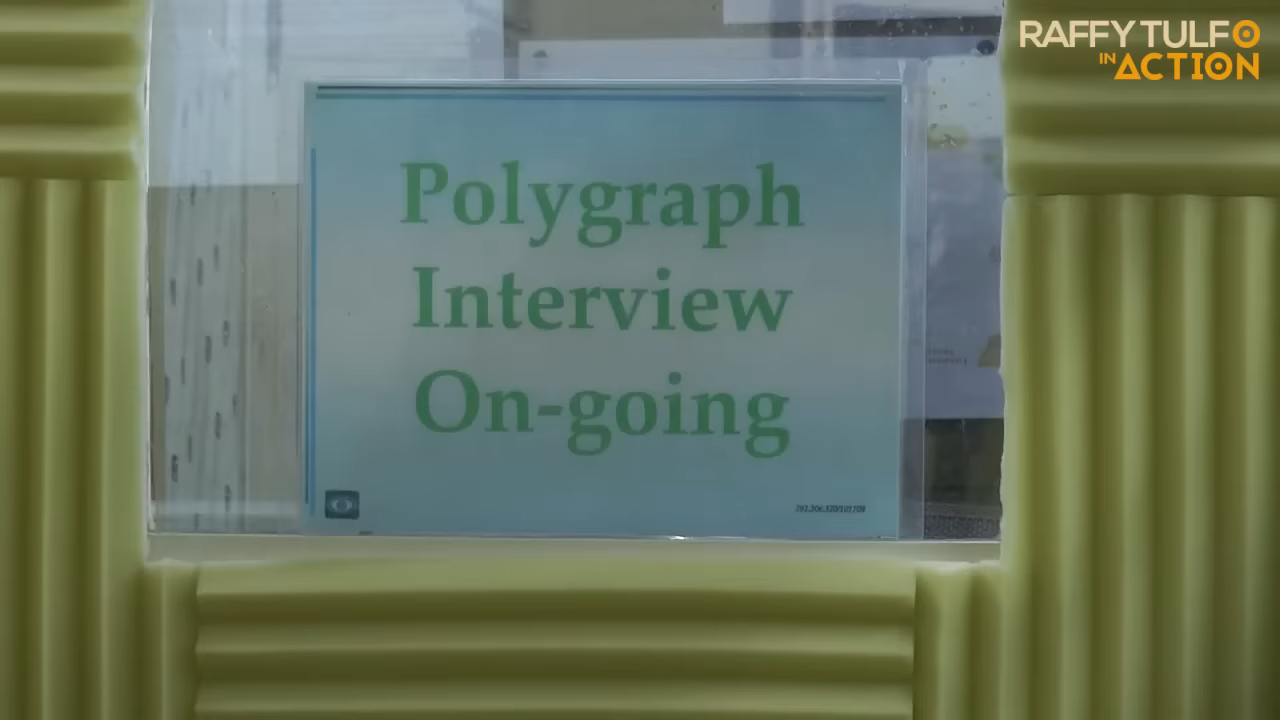 RAFFY TULFO
IN ACTION
Polygraph
Interview
On-going